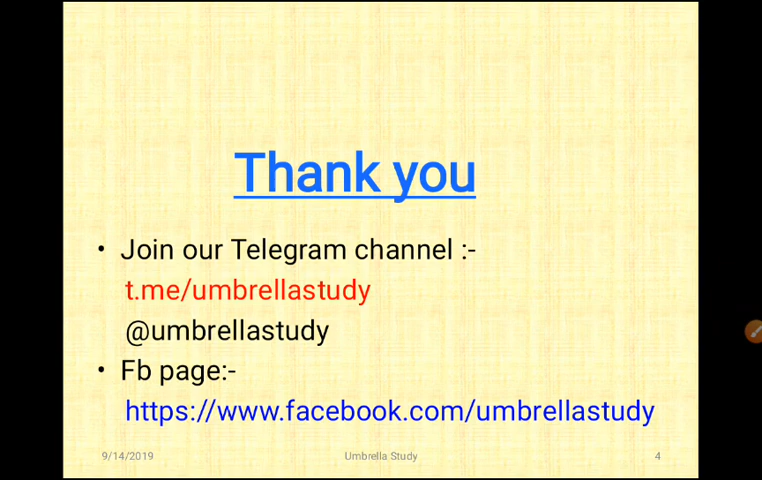 Thank you
• Join our Telegram channel :-
t.me/umbrellastudy
@umbrellastudy
• Fb page:-
https://www.facebook.com/umbrellastudy
9/14/2019 Umbrella Study 4